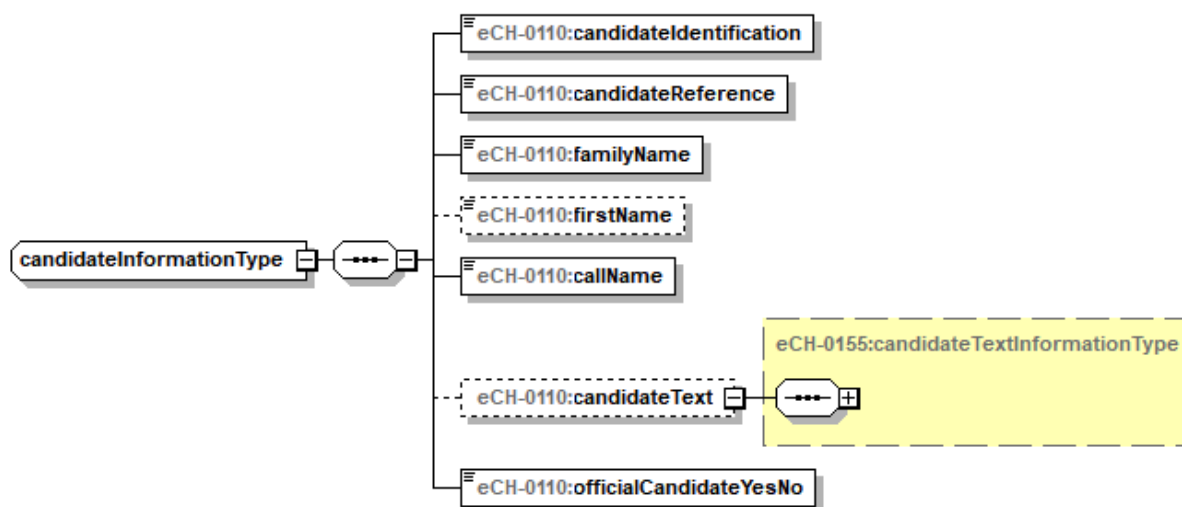 eCH-0110:candidateIdentification
eCH-0110:candidateReference
eCH-0110:familyName
eCH-0110:firstName
candidateInformationType
eCH-0110:callName
eCH-0155:candidateTextInformationType
eCH-0110:candidateText
eCH-0110:officialCandidateYesNo